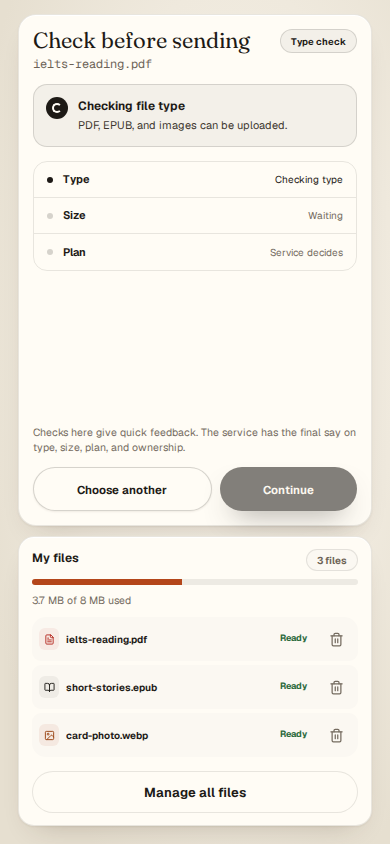 Check before sending
Type check
ielts-reading.pdf
Checking file type
PDF, EPUB, and images can be uploaded.
Type
Checking type
Size
Waiting
Plan
Service decides
Checks here give quick feedback. The service has the final say on
type, size, plan, and ownership.
Choose another
Continue
My files
3 files
3.7 MB of 8 MB used
ielts-reading.pdf
Ready
short-stories.epub
Ready
card-photo.webp
Ready
Manage all files